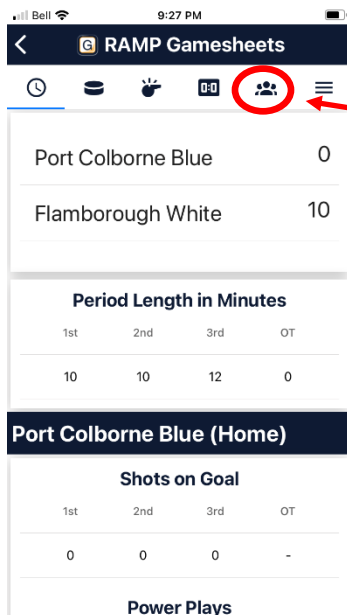 Bell 9:27 PM
G RAMP Gamesheets
0:0
Port Colborne Blue 0
Flamborough White 10
Period Length in Minutes
1st 2nd 3rd OT
10 10 12 0
Port Colborne Blue (Home)
Shots on Goal
1st 2nd 3rd OT
0 0 0 -
Power Plays